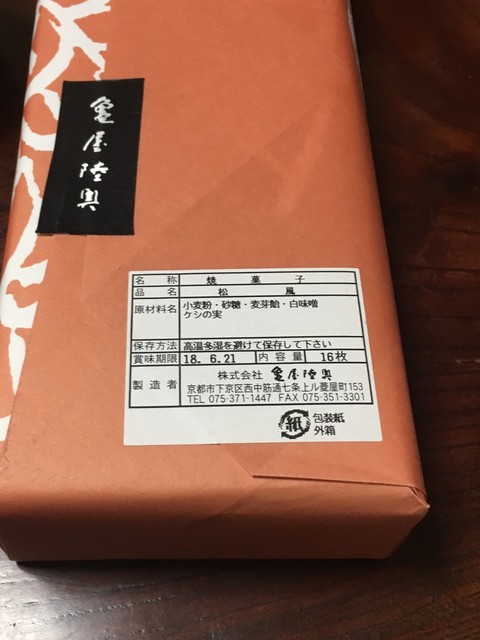 亀屋陸奥
名称 焼菓子
品名 松風
原材料名 小麦粉・砂糖・麦芽飴・白味噌
ケシの実
保存方法 高温多湿を避けて保存して下さい
賞味期限 18. 6.21 内容量 16枚
製造者 株式会社 亀屋陸奥
京都市下京区西中筋通七条上ル菱屋町153
TEL 075-371-1447 FAX 075-351-3301
紙 包装紙
外箱